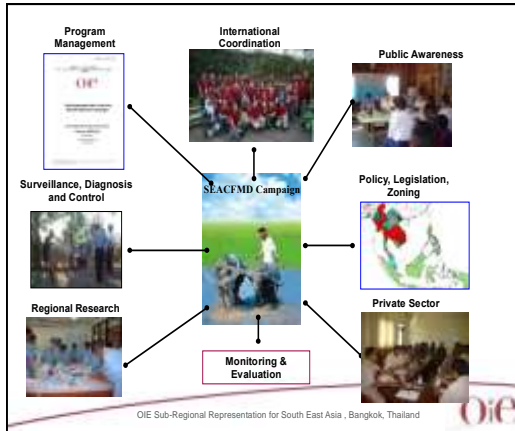 Program
Management
International
Coordination
Public Awareness
oie
SEACFMD Campaign
Surveillance, Diagnosis
and Control
Policy, Legislation,
Zoning
Regional Research
Private Sector
Monitoring &
Evaluation
OIE Sub-Regional Representation for South East Asia , Bangkok, Thailand
Oie